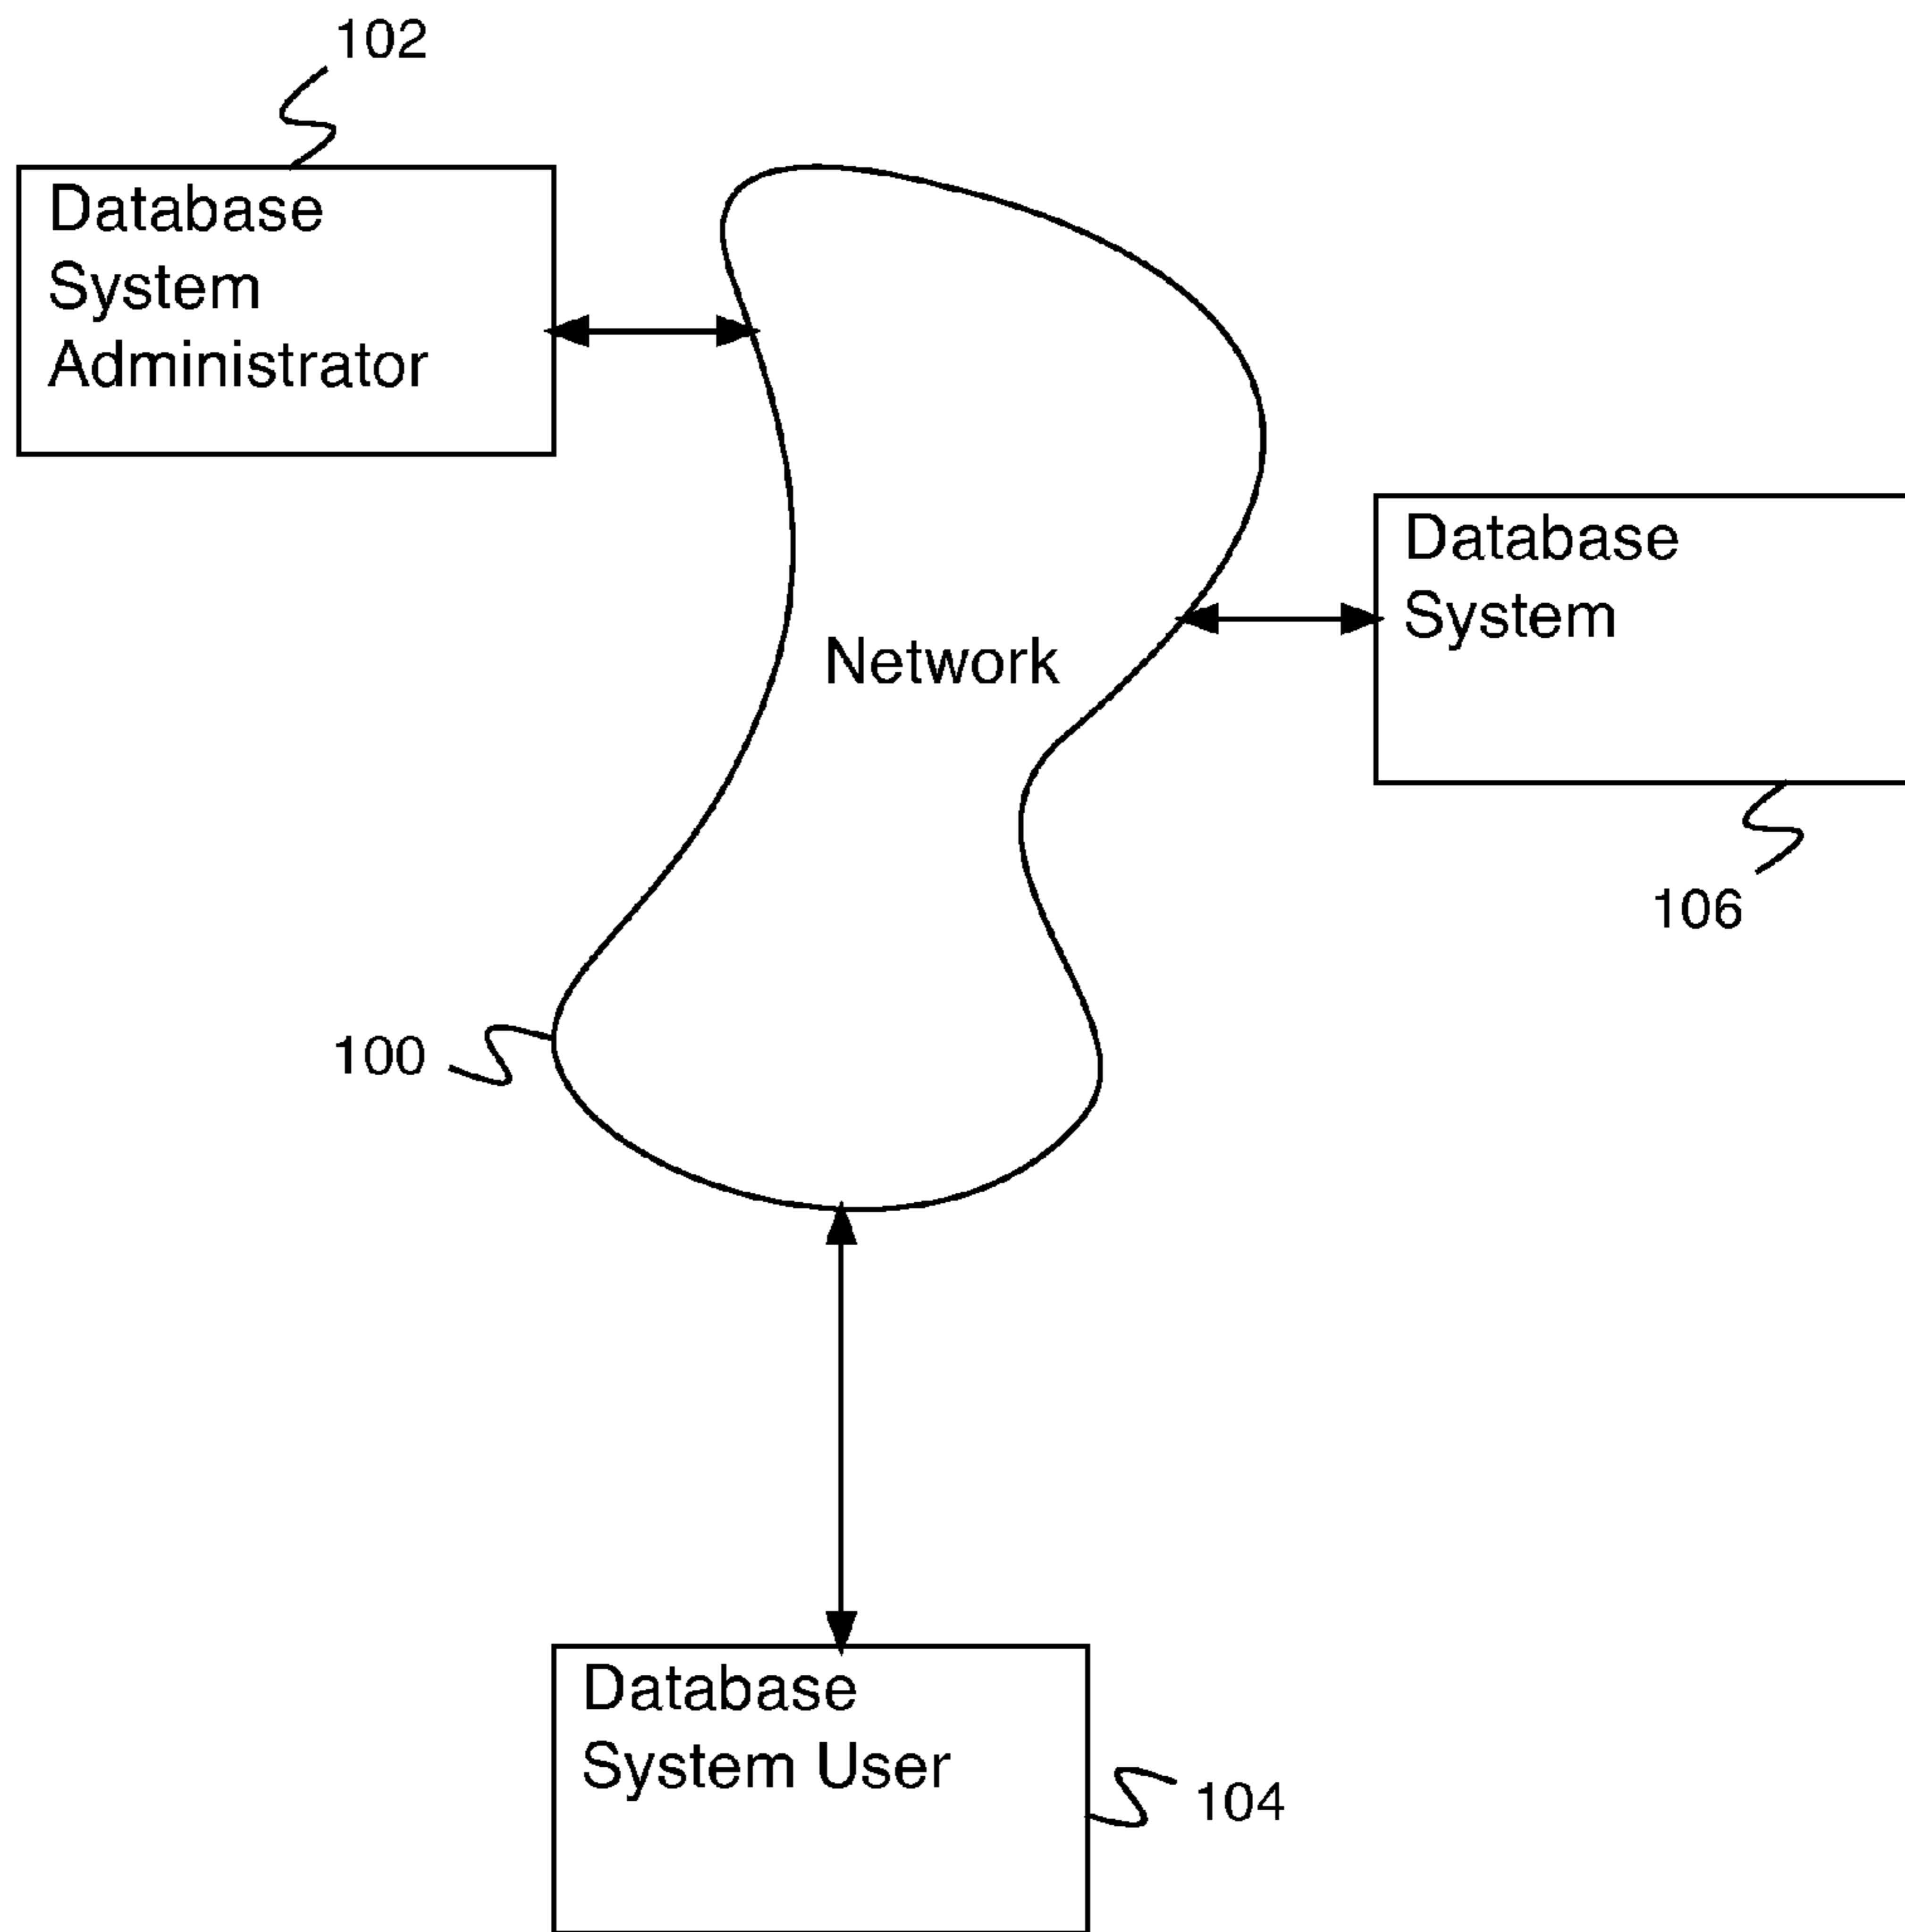 102
Database
System
Administrator
Database
System
Network
106
100
Database
System User
104